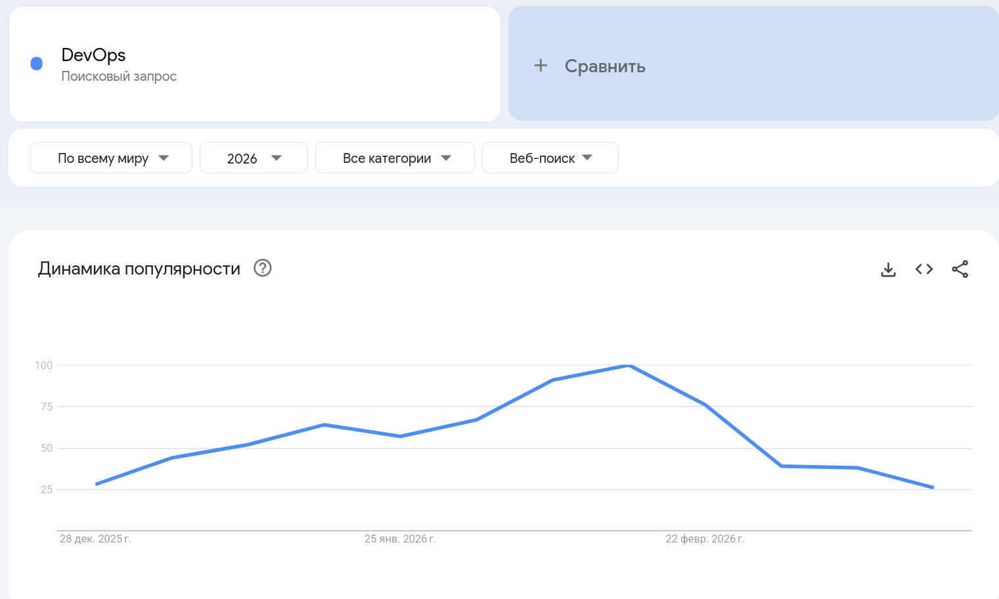 DevOps
Поисковый запрос
+ Сравнить
По всему миру
2026
Все категории
Веб-поиск
Динамика популярности
100
75
50
25
28 дек. 2025 г.
25 янв. 2026 г.
22 февр. 2026 г.